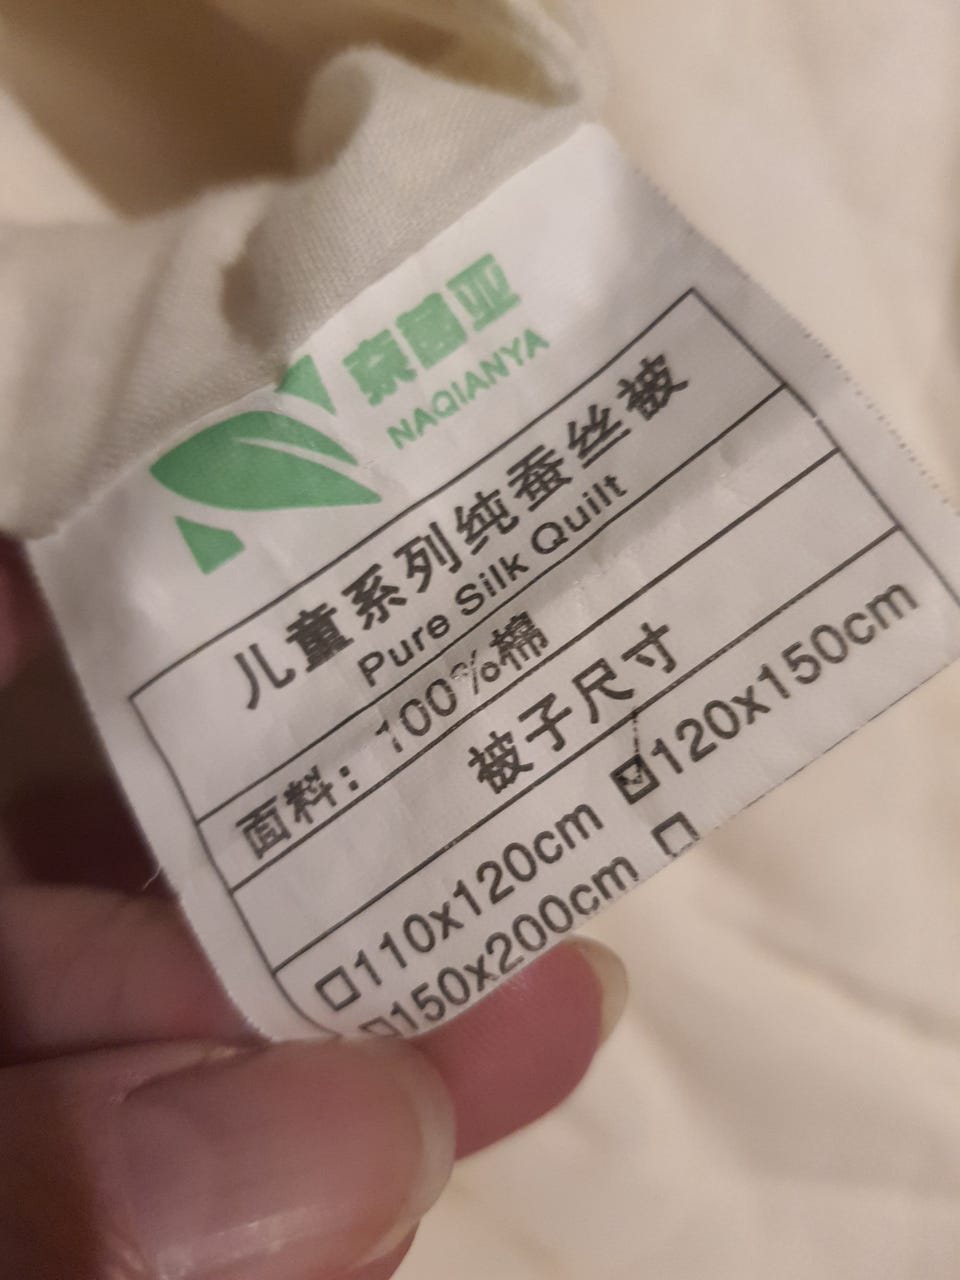 NAQIANYA
儿童系列纯蚕丝被
Pure Silk Quilt
面料: 100%棉
被子尺寸
□110x120cm ☑120x150cm
□150x200cm □